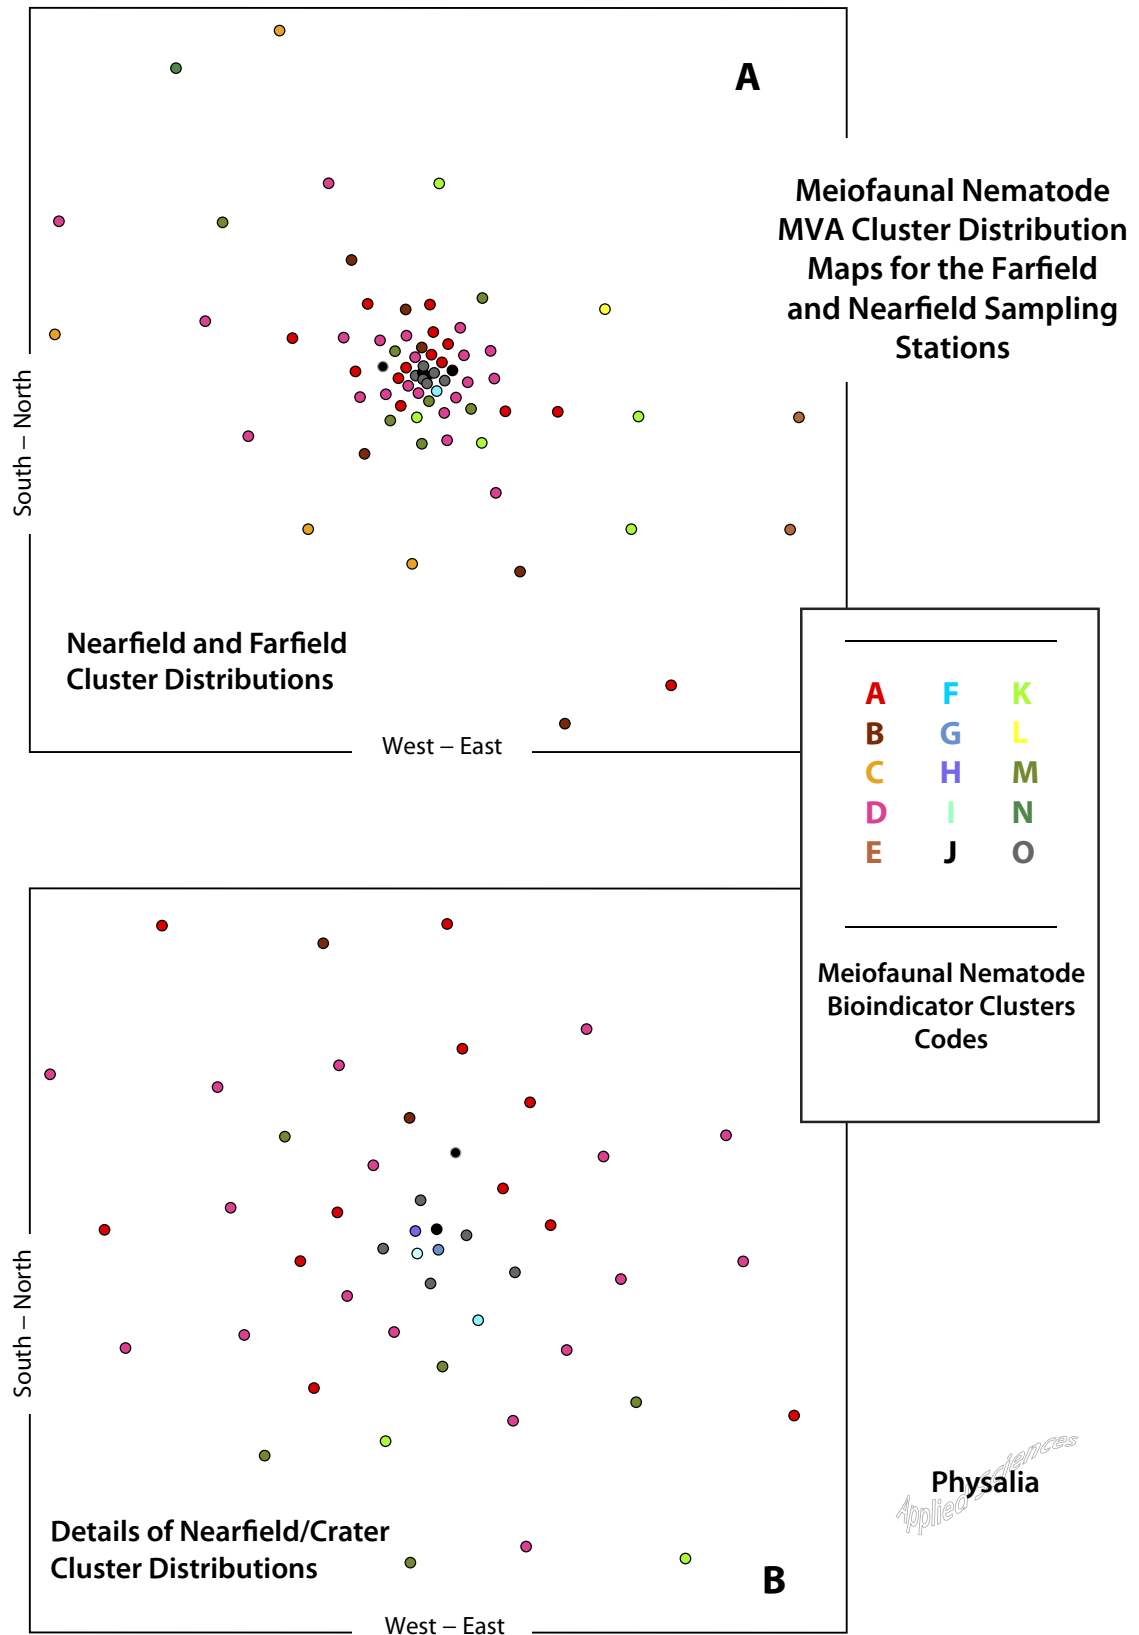 A
Meiofaunal Nematode
MVA Cluster Distribution
Maps for the Farfield
and Nearfield Sampling
Stations
South – North
Nearfield and Farfield
Cluster Distributions
West – East
A F K
B G L
C H M
D I N
E J O
Meiofaunal Nematode
Bioindicator Clusters
Codes
South – North
Details of Nearfield/Crater
Cluster Distributions
B
West – East
Physalia
Applied Sciences